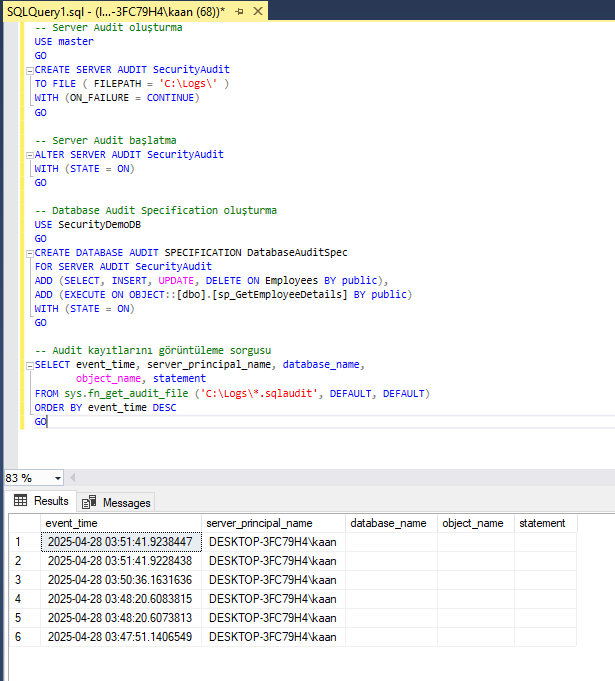 SQLQuery1.sql - (l...-3FC79H4\kaan (68))*
-- Server Audit oluşturma
USE master
GO
CREATE SERVER AUDIT SecurityAudit
TO FILE ( FILEPATH = 'C:\Logs\' )
WITH (ON_FAILURE = CONTINUE)
GO
-- Server Audit başlatma
ALTER SERVER AUDIT SecurityAudit
WITH (STATE = ON)
GO
-- Database Audit Specification oluşturma
USE SecurityDemoDB
GO
CREATE DATABASE AUDIT SPECIFICATION DatabaseAuditSpec
FOR SERVER AUDIT SecurityAudit
ADD (SELECT, INSERT, UPDATE, DELETE ON Employees BY public),
ADD (EXECUTE ON OBJECT::[dbo].[sp_GetEmployeeDetails] BY public)
WITH (STATE = ON)
GO
-- Audit kayıtlarını görüntüleme sorgusu
SELECT event_time, server_principal_name, database_name,
object_name, statement
FROM sys.fn_get_audit_file ('C:\Logs\*.sqlaudit', DEFAULT, DEFAULT)
ORDER BY event_time DESC
GO
83 %
Results Messages
event_time server_principal_name database_name object_name statement
1 2025-04-28 03:51:41.9238447 DESKTOP-3FC79H4\kaan
2 2025-04-28 03:51:41.9228438 DESKTOP-3FC79H4\kaan
3 2025-04-28 03:50:36.1631636 DESKTOP-3FC79H4\kaan
4 2025-04-28 03:48:20.6083815 DESKTOP-3FC79H4\kaan
5 2025-04-28 03:48:20.6073813 DESKTOP-3FC79H4\kaan
6 2025-04-28 03:47:51.1406549 DESKTOP-3FC79H4\kaan